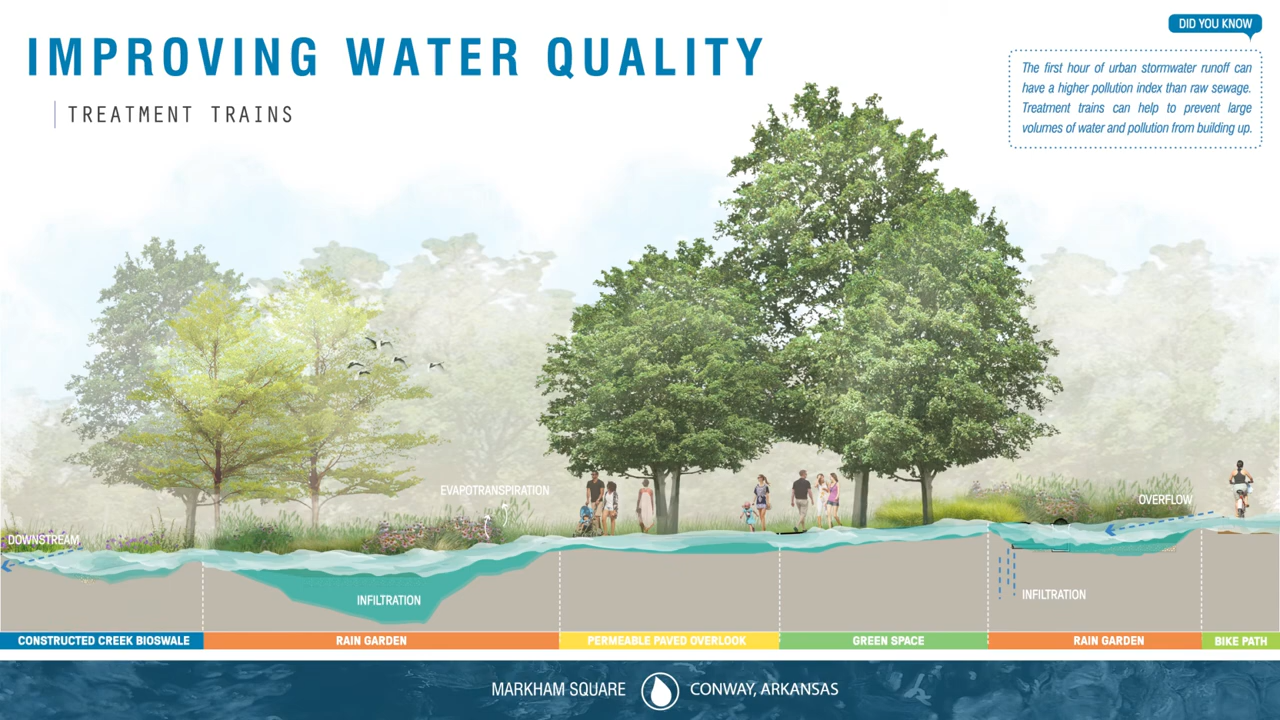 IMPROVING WATER QUALITY
TREATMENT TRAINS
DID YOU KNOW
The first hour of urban stormwater runoff can
have a higher pollution index than raw sewage.
Treatment trains can help to prevent large
volumes of water and pollution from building up.
EVAPOTRANSPIRATION
OVERFLOW
DOWNSTREAM
INFILTRATION
INFILTRATION
CONSTRUCTED CREEK BIOSWALE
RAIN GARDEN
PERMEABLE PAVED OVERLOOK
GREEN SPACE
RAIN GARDEN
BIKE PATH
MARKHAM SQUARE
CONWAY, ARKANSAS